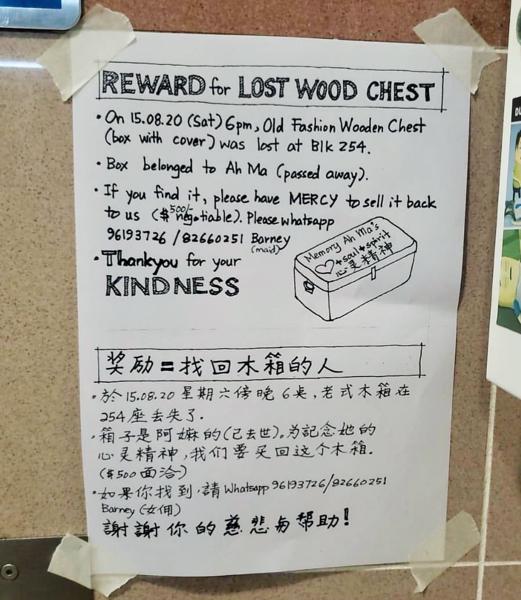 REWARD for LOST WOOD CHEST
• On 15.08.20 (Sat) 6pm, Old Fashion Wooden Chest
(box with cover) was lost at Blk 254.
• Box belonged to Ah Ma (passed away).
• If you find it, please have MERCY to sell it back
to us ($500/- negotiable). Please whatsapp
96193726 / 82660251 Barney
(maid)
• Thankyou for your
KINDNESS
Memory Ah Ma's
♡ + soul + spirit
心灵精神
奖励 = 找回木箱的人
• 於 15.08.20 星期六傍晚 6点, 老式木箱在
254座丢失了.
• 箱子是阿嫲的(已去世)。为記念她的
心灵精神, 我们要买回这个木箱.
($500 面洽)
• 如果你找到, 請 Whatsapp 96193726/82660251
Barney (女佣)
謝謝你的慈悲与帮助!